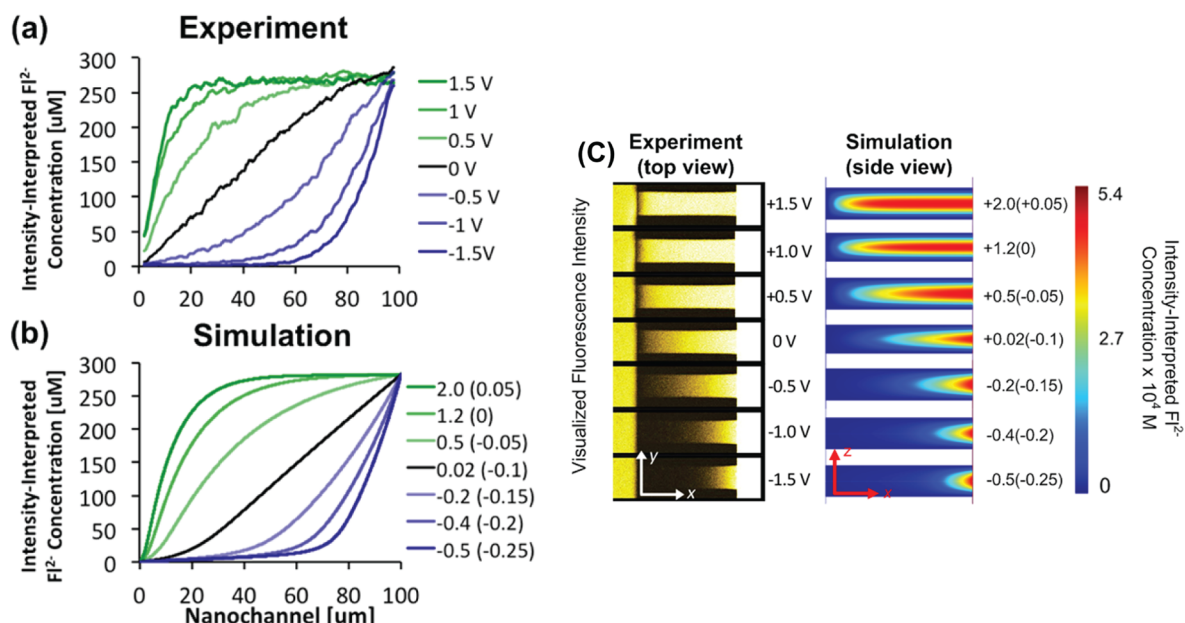 (a)
Experiment
Intensity-Interpreted Fl²⁻
Concentration [uM]
300
250
200
150
100
50
0
0 20 40 60 80 100
1.5 V
1 V
0.5 V
0 V
-0.5 V
-1 V
-1.5V
(b)
Simulation
Intensity-Interpreted
Fl²⁻ Concentration [uM]
300
250
200
150
100
50
0
0 20 40 60 80 100
Nanochannel [um]
2.0 (0.05)
1.2 (0)
0.5 (-0.05)
0.02 (-0.1)
-0.2 (-0.15)
-0.4 (-0.2)
-0.5 (-0.25)
(C)
Experiment
(top view)
Visualized Fluorescence Intensity
+1.5 V
+1.0 V
+0.5 V
0 V
-0.5 V
-1.0 V
-1.5 V
y
x
Simulation
(side view)
+2.0(+0.05)
+1.2(0)
+0.5(-0.05)
+0.02(-0.1)
-0.2(-0.15)
-0.4(-0.2)
-0.5(-0.25)
z
x
5.4
2.7
0
Intensity-Interpreted Fl²⁻
Concentration x 10⁴ M